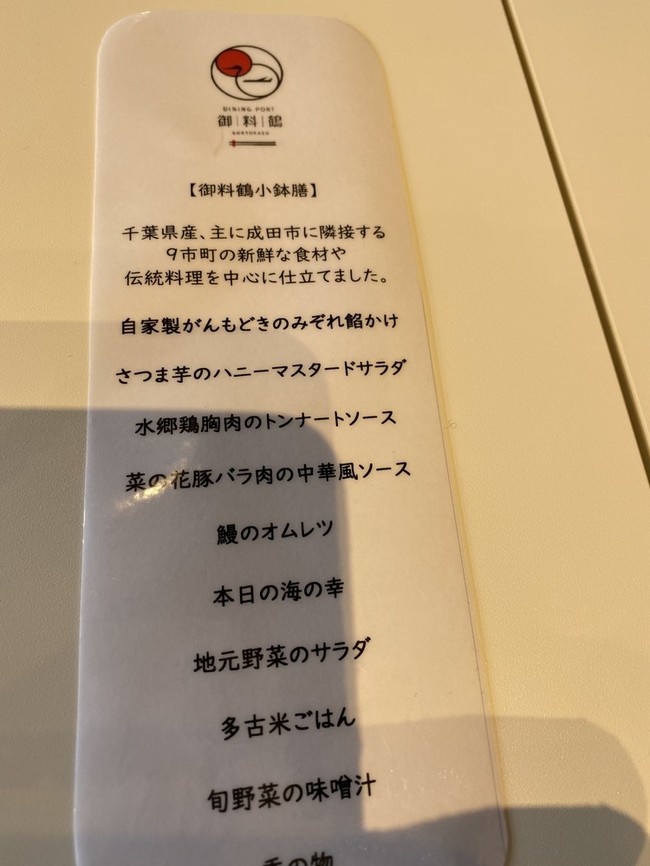 DINING PORT
御|料|鶴
GORYOKAKU
【御料鶴小鉢膳】
千葉県産、主に成田市に隣接する
9市町の新鮮な食材や
伝統料理を中心に仕立てました。
自家製がんもどきのみぞれ餡かけ
さつま芋のハニーマスタードサラダ
水郷鶏胸肉のトンナートソース
菜の花豚バラ肉の中華風ソース
鰻のオムレツ
本日の海の幸
地元野菜のサラダ
多古米ごはん
旬野菜の味噌汁
香の物